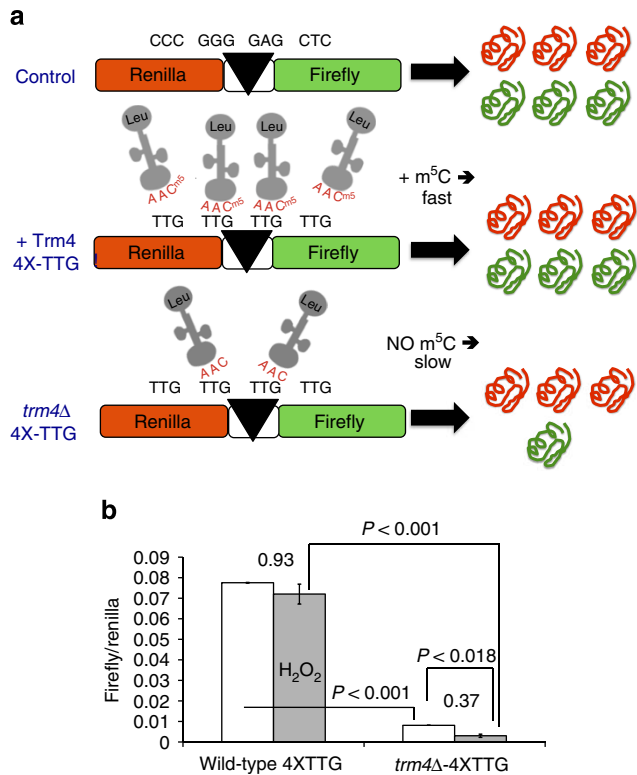 a
CCC GGG GAG CTC
Control
Renilla
Firefly
Leu
Leu
Leu
Leu
AACm5
AACm5
AACm5
AACm5
+ m5C →
fast
TTG TTG TTG TTG
+ Trm4
4X-TTG
Renilla
Firefly
Leu
Leu
AAC
AAC
NO m5C →
slow
TTG TTG TTG TTG
trm4Δ
4X-TTG
Renilla
Firefly
b
P < 0.001
0.93
Firefly/renilla
0.09
0.08
0.07
0.06
0.05
0.04
0.03
0.02
0.01
0
H2O2
P < 0.018
P < 0.001
0.37
Wild-type 4XTTG
trm4Δ-4XTTG